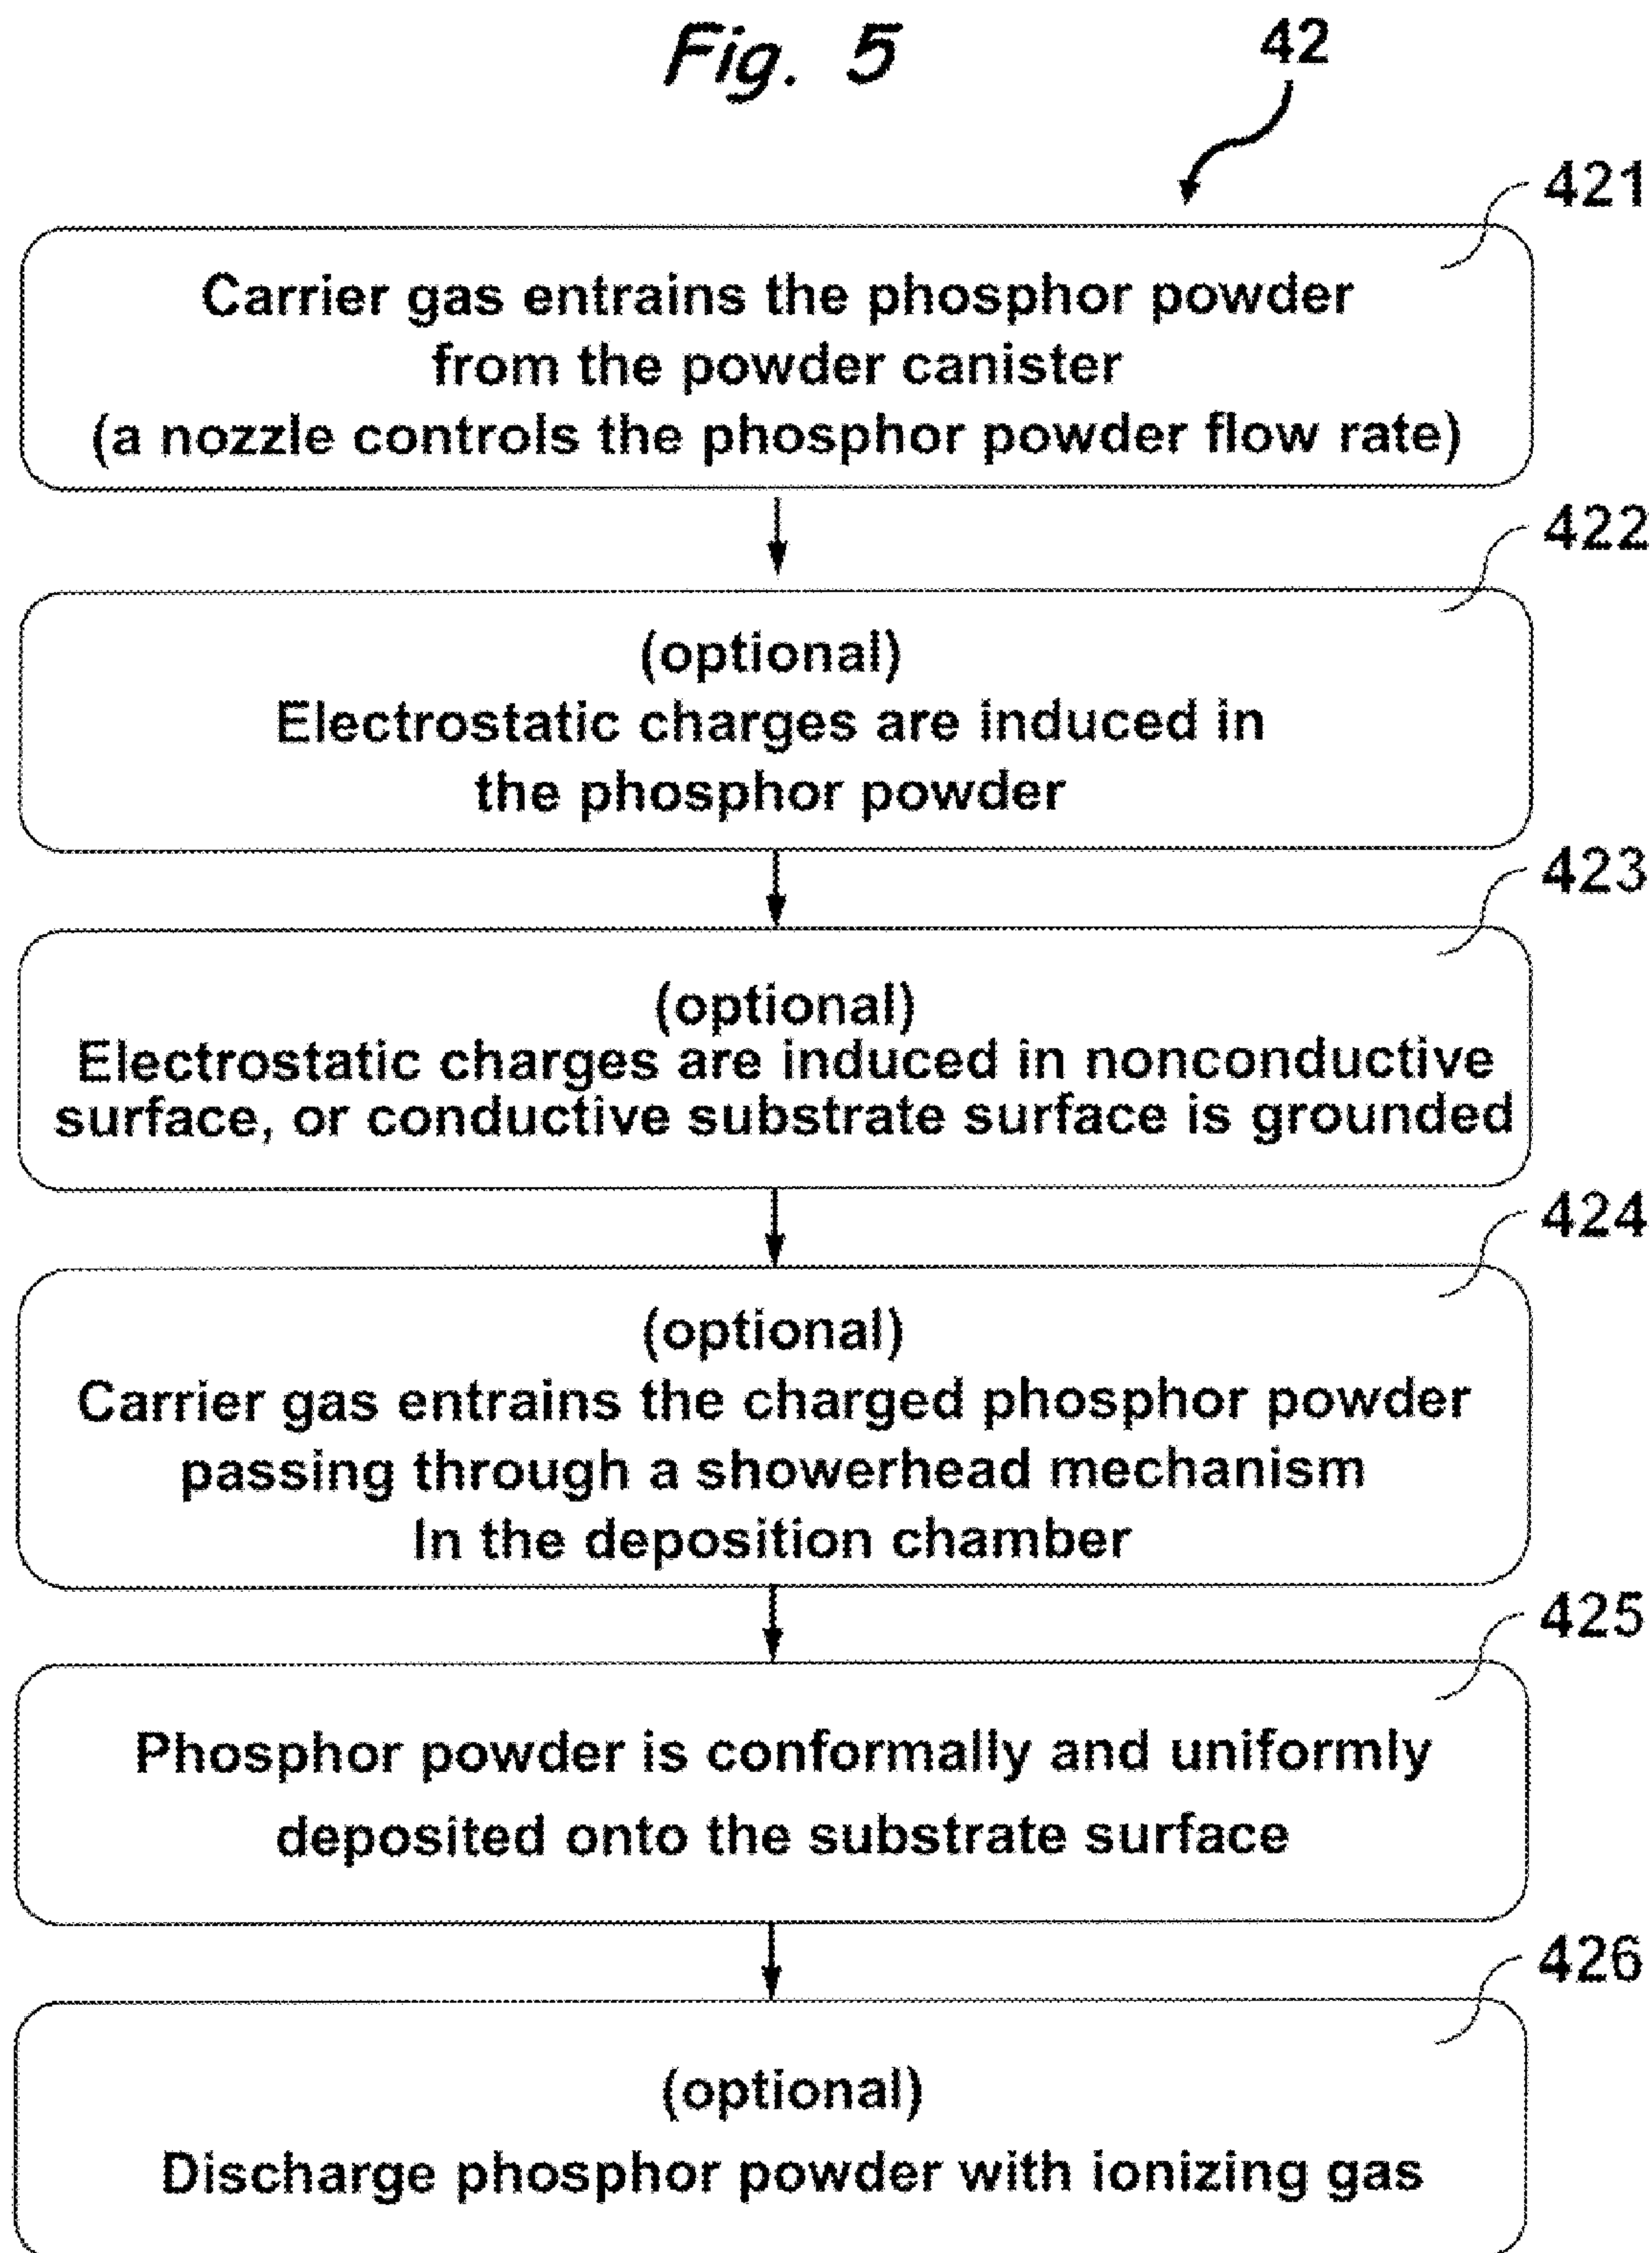 Fig. 5
42
421
Carrier gas entrains the phosphor powder
from the powder canister
(a nozzle controls the phosphor powder flow rate)
422
(optional)
Electrostatic charges are induced in
the phosphor powder
423
(optional)
Electrostatic charges are induced in nonconductive
surface, or conductive substrate surface is grounded
424
(optional)
Carrier gas entrains the charged phosphor powder
passing through a showerhead mechanism
In the deposition chamber
425
Phosphor powder is conformally and uniformly
deposited onto the substrate surface
426
(optional)
Discharge phosphor powder with ionizing gas